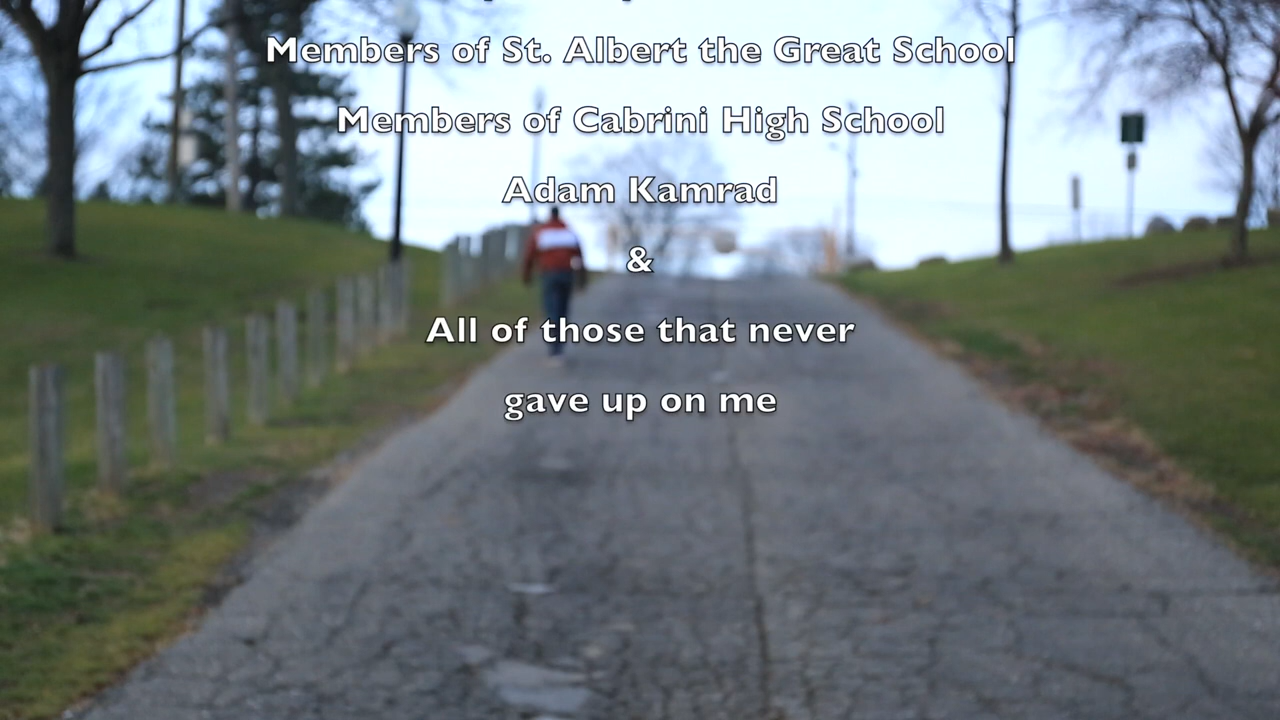 Members of St. Albert the Great School
Members of Cabrini High School
Adam Kamrad
&
All of those that never
gave up on me